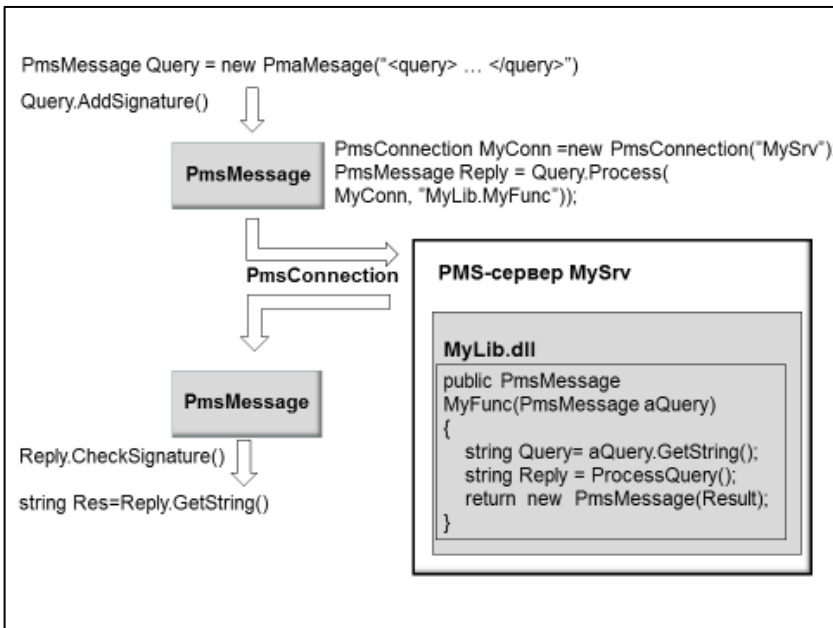 PmsMessage Query = new PmaMesage("<query> ... </query>")
Query.AddSignature()
PmsMessage
PmsConnection MyConn =new PmsConnection("MySrv")
PmsMessage Reply = Query.Process(
MyConn, "MyLib.MyFunc"));
PmsConnection
PMS-сервер MySrv
MyLib.dll
public PmsMessage
MyFunc(PmsMessage aQuery)
{
string Query= aQuery.GetString();
string Reply = ProcessQuery();
return new PmsMessage(Result);
}
PmsMessage
Reply.CheckSignature()
string Res=Reply.GetString()